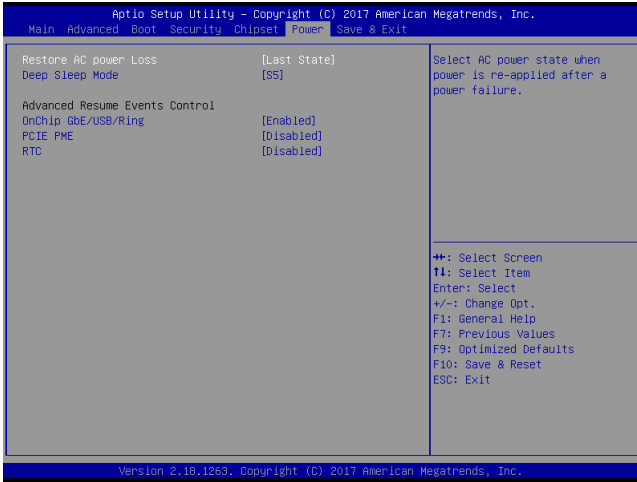 Aptio Setup Utility – Copyright (C) 2017 American Megatrends, Inc.
Main Advanced Boot Security Chipset Power Save & Exit
Restore AC power Loss [Last State]
Deep Sleep Mode [S5]
Advanced Resume Events Control
OnChip GbE/USB/Ring [Enabled]
PCIE PME [Disabled]
RTC [Disabled]
Select AC power state when
power is re-applied after a
power failure.
→←: Select Screen
↑↓: Select Item
Enter: Select
+/-: Change Opt.
F1: General Help
F7: Previous Values
F9: Optimized Defaults
F10: Save & Reset
ESC: Exit
Version 2.18.1263. Copyright (C) 2017 American Megatrends, Inc.